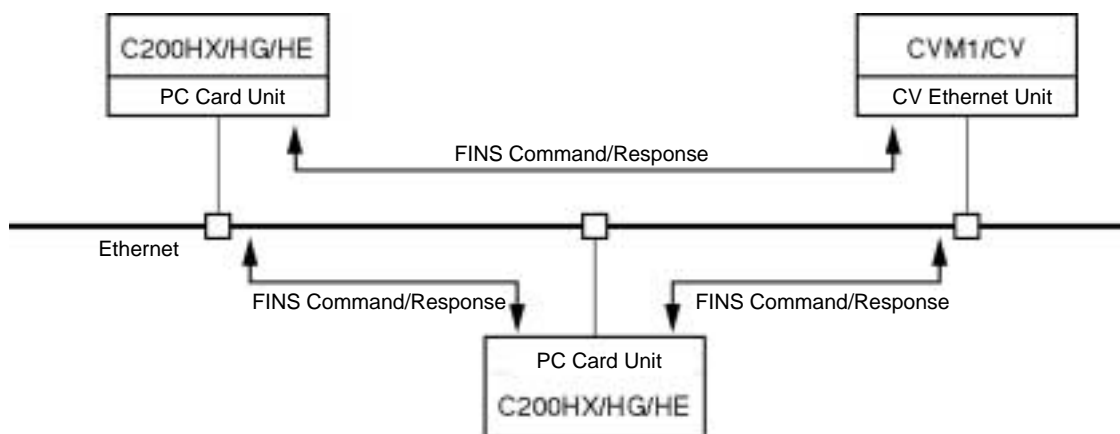 C200HX/HG/HE
PC Card Unit
CVM1/CV
CV Ethernet Unit
FINS Command/Response
Ethernet
FINS Command/Response
FINS Command/Response
PC Card Unit
C200HX/HG/HE